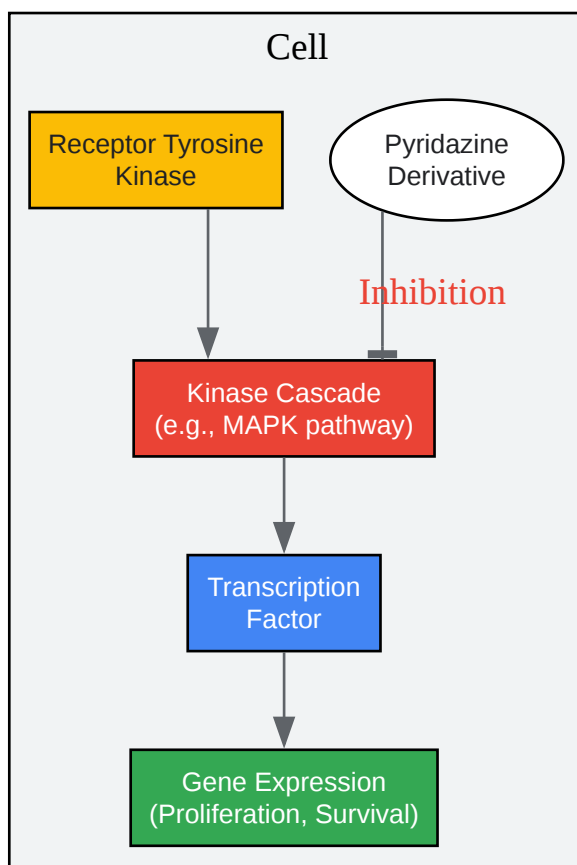 Cell
Receptor Tyrosine
Kinase
Pyridazine
Derivative
Inhibition
Kinase Cascade
(e.g., MAPK pathway)
Transcription
Factor
Gene Expression
(Proliferation, Survival)